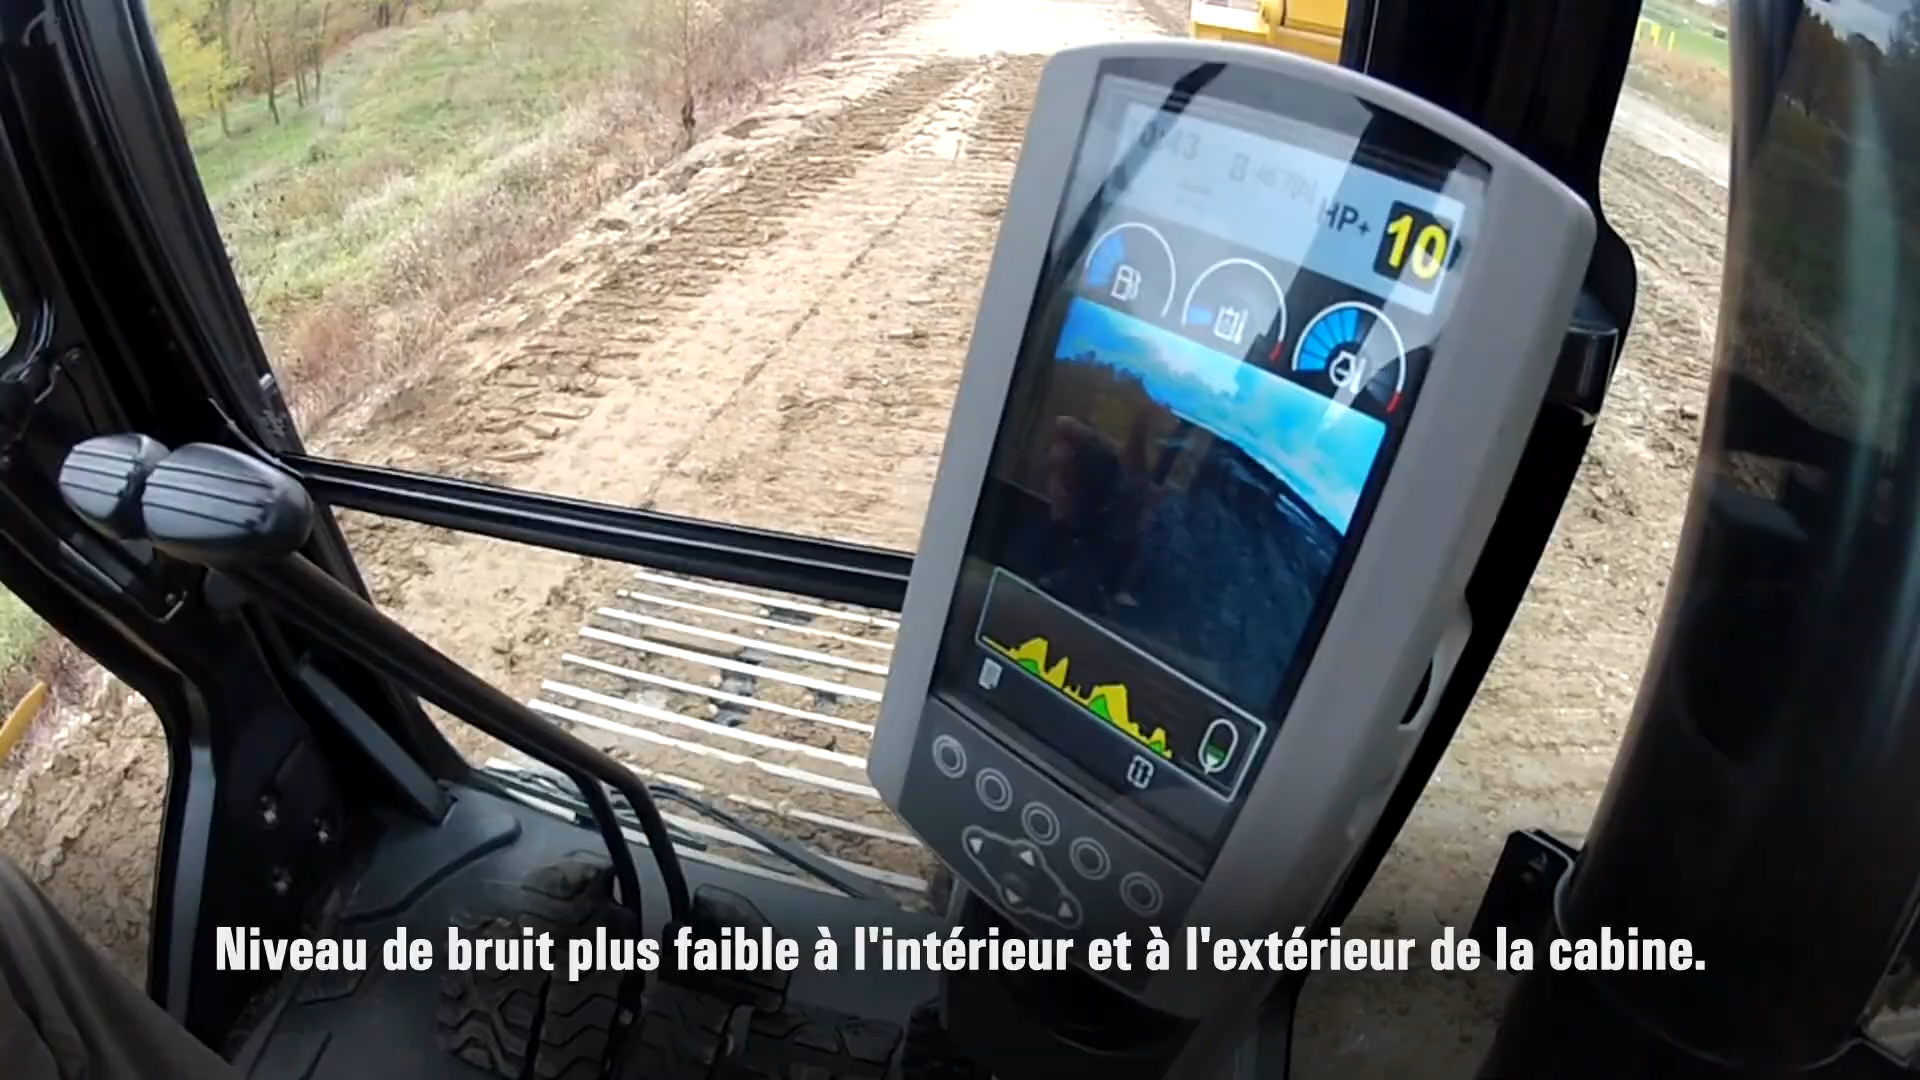 HP+ 10
Niveau de bruit plus faible à l'intérieur et à l'extérieur de la cabine.